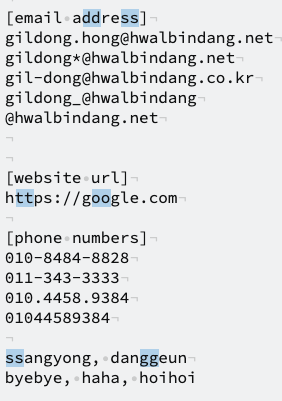 [email address]
gildong.hong@hwalbindang.net
gildong*@hwalbindang.net
gil-dong@hwalbindang.co.kr
gildong_@hwalbindang
@hwalbindang.net
[website url]
https://google.com
[phone numbers]
010-8484-8828
011-343-3333
010.4458.9384
01044589384
ssangyong, danggeun
byebye, haha, hoihoi